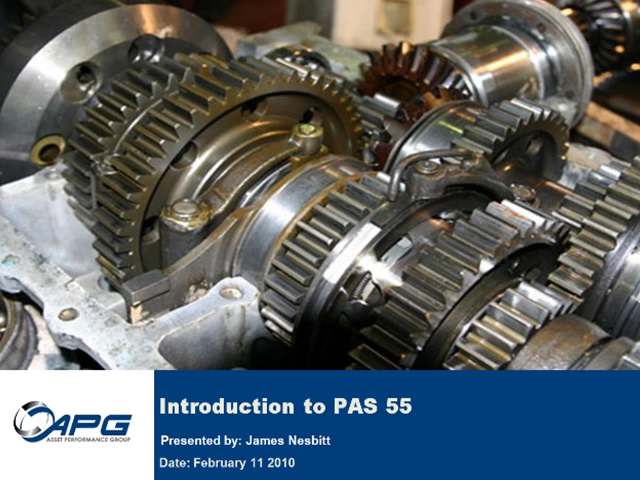 Introduction to PAS 55
APG
ASSET PERFORMANCE GROUP
Presented by: James Nesbitt
Date: February 11 2010